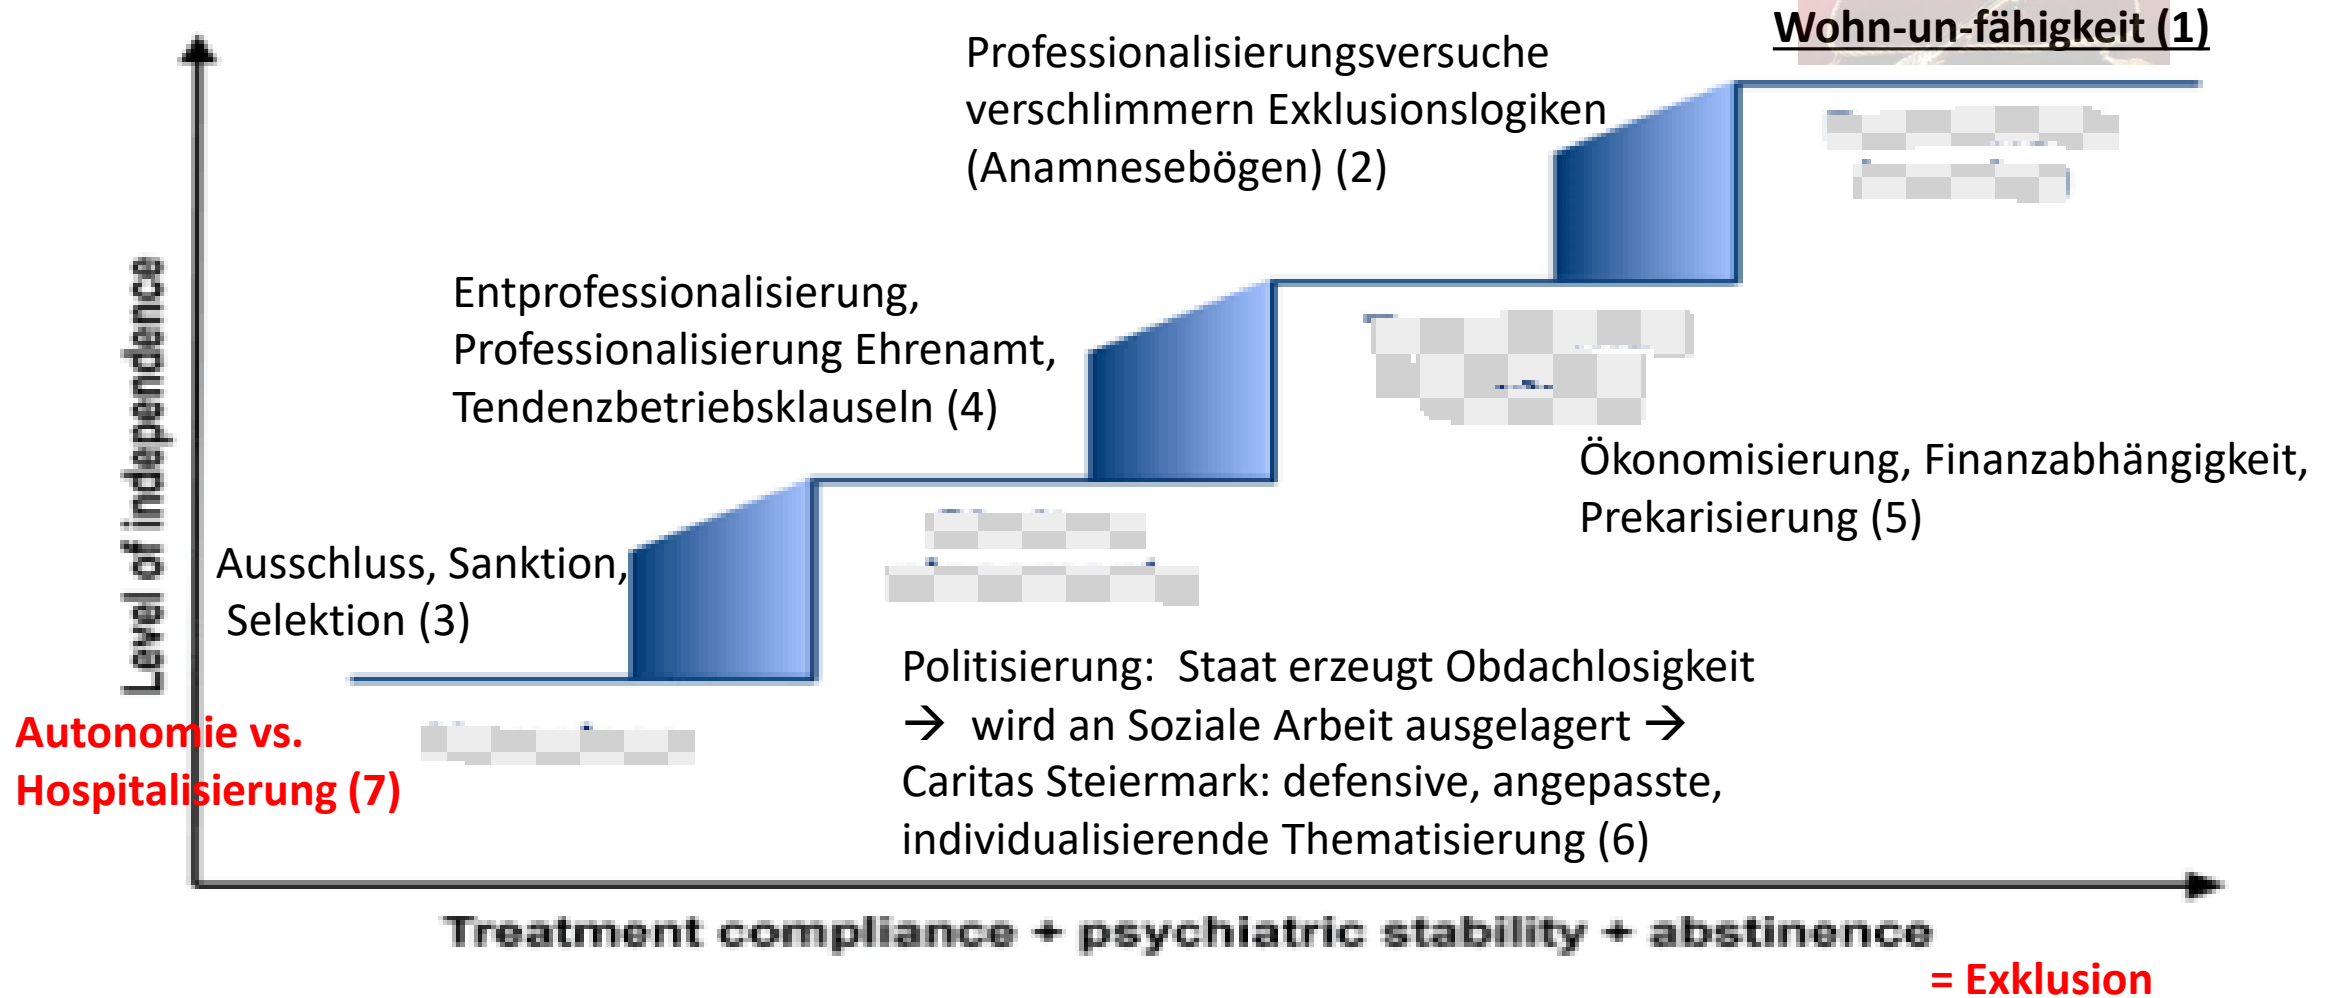 Wohn-un-fähigkeit (1)
Professionalisierungsversuche
verschlimmern Exklusionslogiken
(Anamnesebögen) (2)
Entprofessionalisierung,
Professionalisierung Ehrenamt,
Tendenzbetriebsklauseln (4)
Ökonomisierung, Finanzabhängigkeit,
Prekarisierung (5)
Ausschluss, Sanktion,
Selektion (3)
Level of independence
Politisierung: Staat erzeugt Obdachlosigkeit
→ wird an Soziale Arbeit ausgelagert →
Caritas Steiermark: defensive, angepasste,
individualisierende Thematisierung (6)
Autonomie vs.
Hospitalisierung (7)
Treatment compliance + psychiatric stability + abstinence
= Exklusion